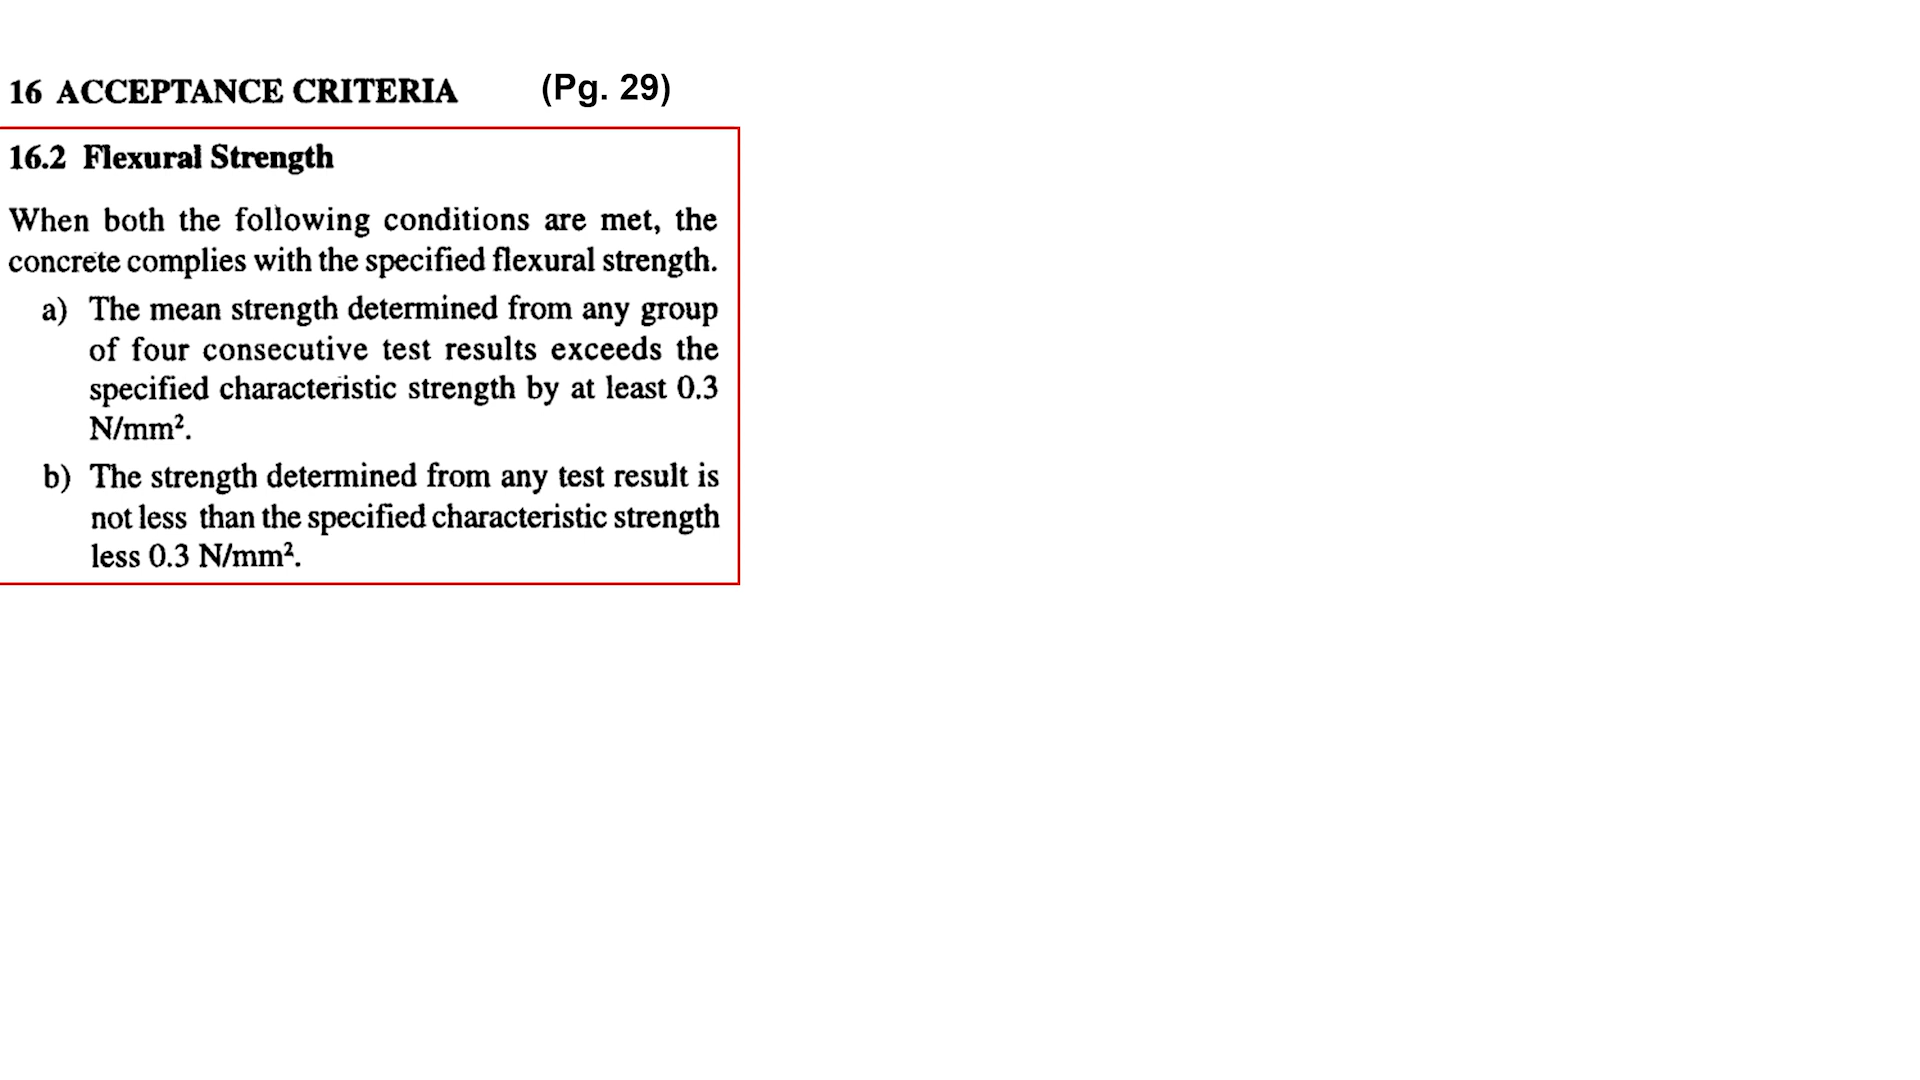 16 ACCEPTANCE CRITERIA (Pg. 29)
16.2 Flexural Strength
When both the following conditions are met, the
concrete complies with the specified flexural strength.
a) The mean strength determined from any group
of four consecutive test results exceeds the
specified characteristic strength by at least 0.3
N/mm².
b) The strength determined from any test result is
not less than the specified characteristic strength
less 0.3 N/mm².